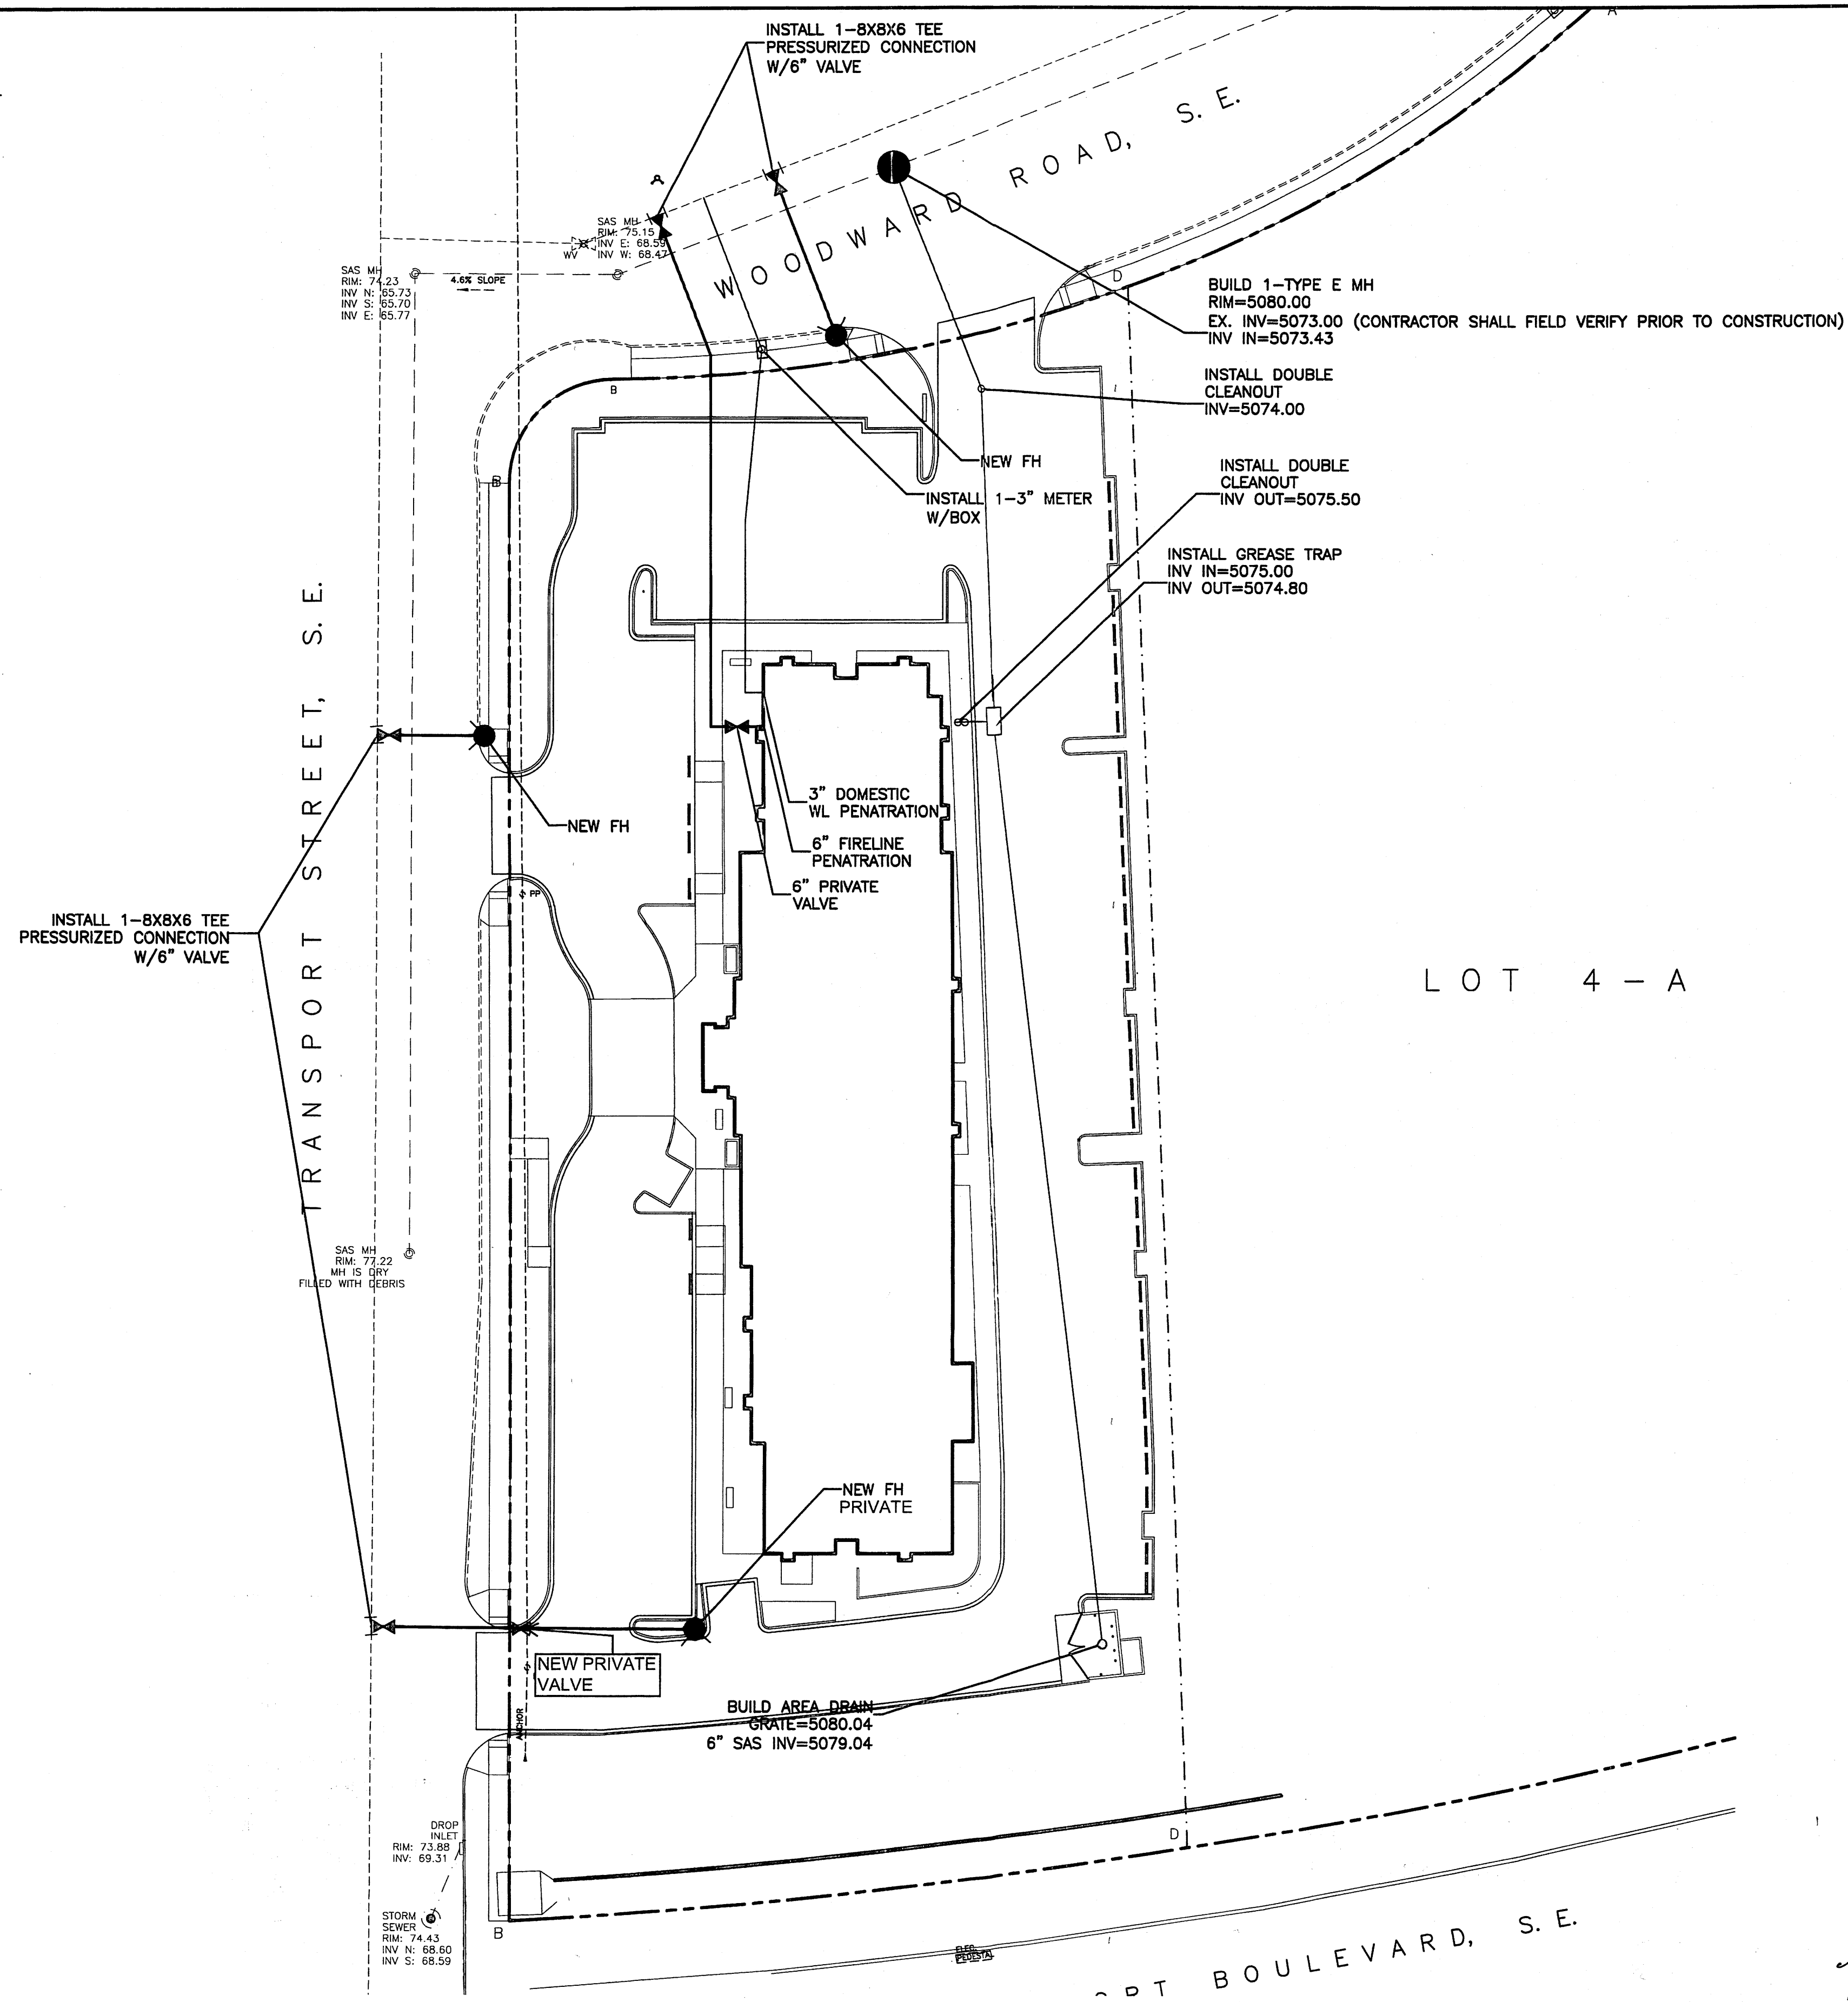 INSTALL 1-8X8X6 TEE
PRESSURIZED CONNECTION
W/6" VALVE
WOODWARD ROAD, S.E.
A
SAS MH
RIM: 75.15
INV E: 68.59
INV W: 68.47
WV
SAS MH
RIM: 74.23
INV N: 65.73
INV S: 65.70
INV E: 65.77
4.6% SLOPE
D
BUILD 1-TYPE E MH
RIM=5080.00
EX. INV=5073.00 (CONTRACTOR SHALL FIELD VERIFY PRIOR TO CONSTRUCTION)
INV IN=5073.43
INSTALL DOUBLE
CLEANOUT
INV=5074.00
B
NEW FH
B
INSTALL 1-3" METER
W/BOX
INSTALL DOUBLE
CLEANOUT
INV OUT=5075.50
INSTALL GREASE TRAP
INV IN=5075.00
INV OUT=5074.80
TRANSPORT STREET, S.E.
NEW FH
3" DOMESTIC
WL PENATRATION
6" FIRELINE
PENATRATION
6" PRIVATE
VALVE
PP
INSTALL 1-8X8X6 TEE
PRESSURIZED CONNECTION
W/6" VALVE
LOT 4-A
SAS MH
RIM: 77.22
MH IS DRY
FILLED WITH DEBRIS
NEW FH
PRIVATE
NEW PRIVATE
VALVE
ANCHOR
BUILD AREA DRAIN
GRATE=5080.04
6" SAS INV=5079.04
DROP
INLET
RIM: 73.88
INV: 69.31
D
STORM
SEWER
RIM: 74.43
INV N: 68.60
INV S: 68.59
B
ELEC.
PEDESTAL
ORT BOULEVARD, S.E.